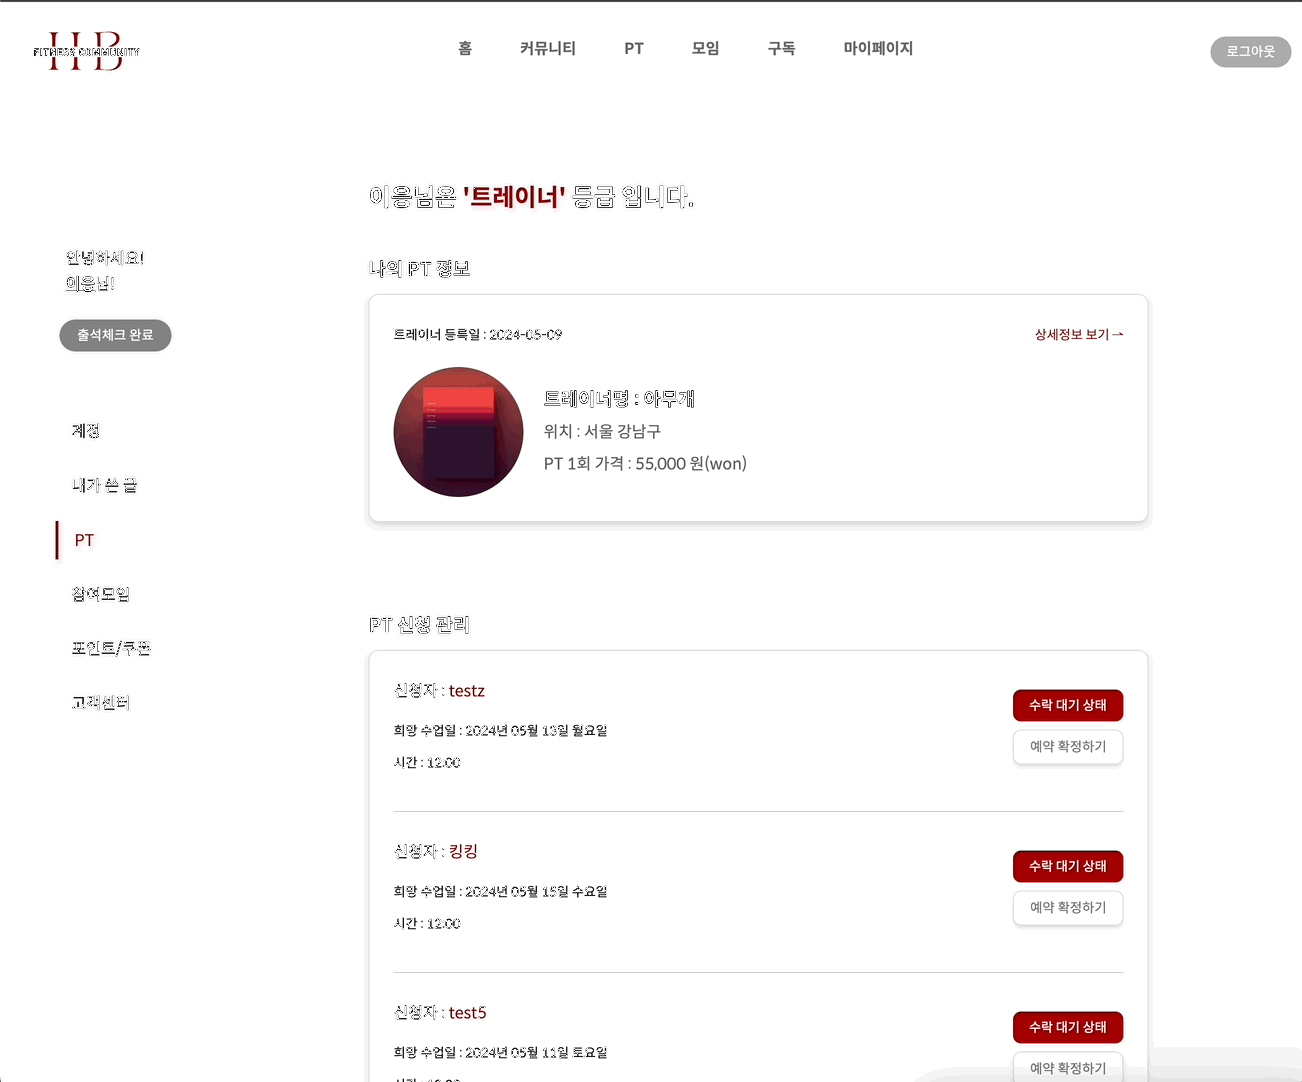 HB
FITNESS COMMUNITY
홈 커뮤니티 PT 모임 구독 마이페이지
로그아웃
이응님은 '트레이너' 등급 입니다.
안녕하세요!
이응님!
출석체크 완료
계정
내가 쓴 글
PT
참여모임
포인트/쿠폰
고객센터
나의 PT 정보
트레이너 등록일 : 2024-05-09
상세정보 보기→
트레이너명 : 아무개
위치 : 서울 강남구
PT 1회 가격 : 55,000 원(won)
PT 신청 관리
신청자 : testz
희망 수업일 : 2024년 05월 13일 월요일
시간 : 12:00
수락 대기 상태
예약 확정하기
신청자 : 킹킹
희망 수업일 : 2024년 05월 15일 수요일
시간 : 12:00
수락 대기 상태
예약 확정하기
신청자 : test5
희망 수업일 : 2024년 05월 11일 토요일
수락 대기 상태
예약 확정하기